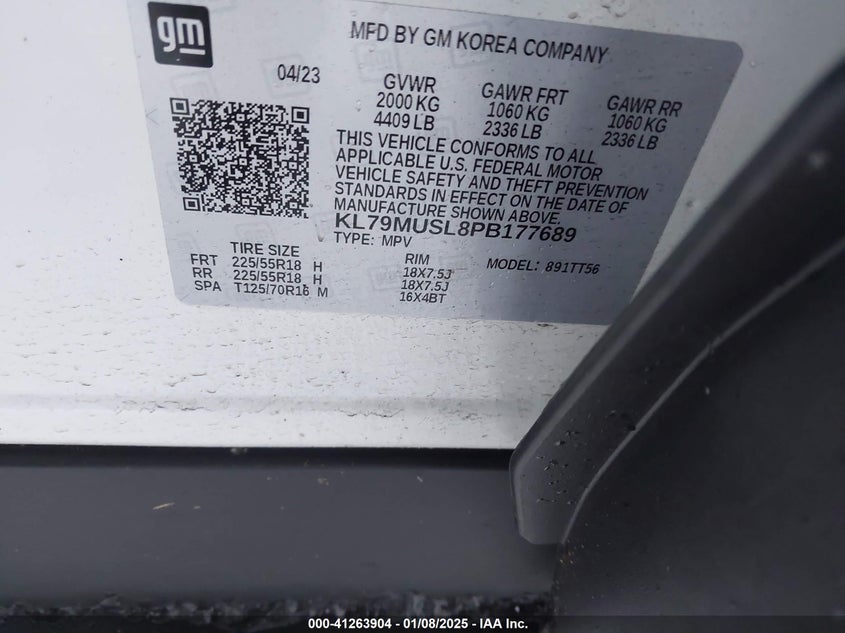 gm
MFD BY GM KOREA COMPANY
04/23
GVWR
2000 KG
4409 LB
GAWR FRT
1060 KG
2336 LB
GAWR RR
1060 KG
2336 LB
THIS VEHICLE CONFORMS TO ALL
APPLICABLE U.S. FEDERAL MOTOR
VEHICLE SAFETY AND THEFT PREVENTION
STANDARDS IN EFFECT ON THE DATE OF
MANUFACTURE SHOWN ABOVE.
KL79MUSL8PB177689
TYPE: MPV
TIRE SIZE
RIM
MODEL: 891TT56
FRT 225/55R18 H 18X7.5J
RR 225/55R18 H 18X7.5J
SPA T125/70R16 M 16X4BT
000-41263904 - 01/08/2025 - IAA Inc.